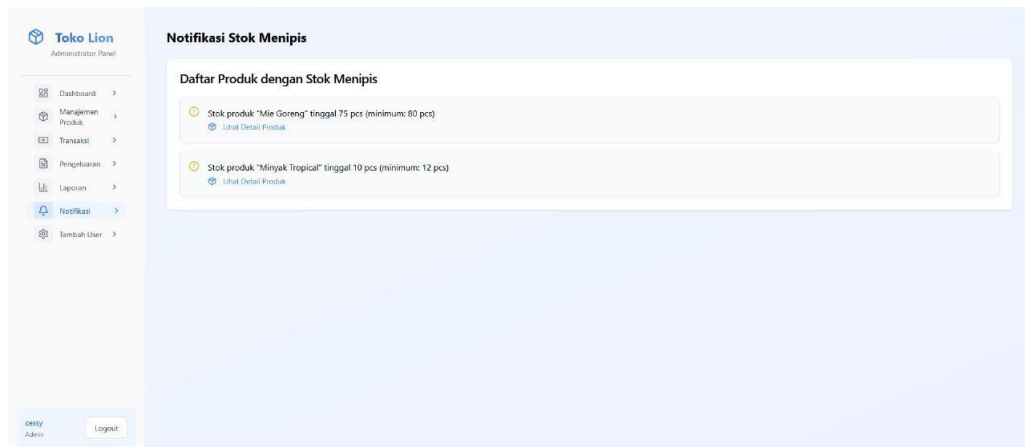 Toko Lion
Administrator Panel
Dashboard
Manajemen
Produk
Transaksi
Pengeluaran
Laporan
Notifikasi
Tambah User
cessy
Admin
Logout
Notifikasi Stok Menipis
Daftar Produk dengan Stok Menipis
Stok produk "Mie Goreng" tinggal 75 pcs (minimum: 80 pcs)
Lihat Detail Produk
Stok produk "Minyak Tropical" tinggal 10 pcs (minimum: 12 pcs)
Lihat Detail Produk